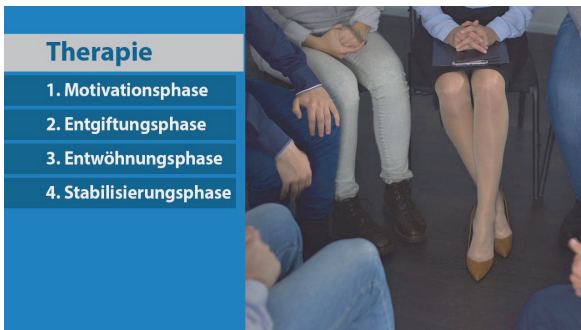 Therapie
1. Motivationsphase
2. Entgiftungsphase
3. Entwöhnungsphase
4. Stabilisierungsphase